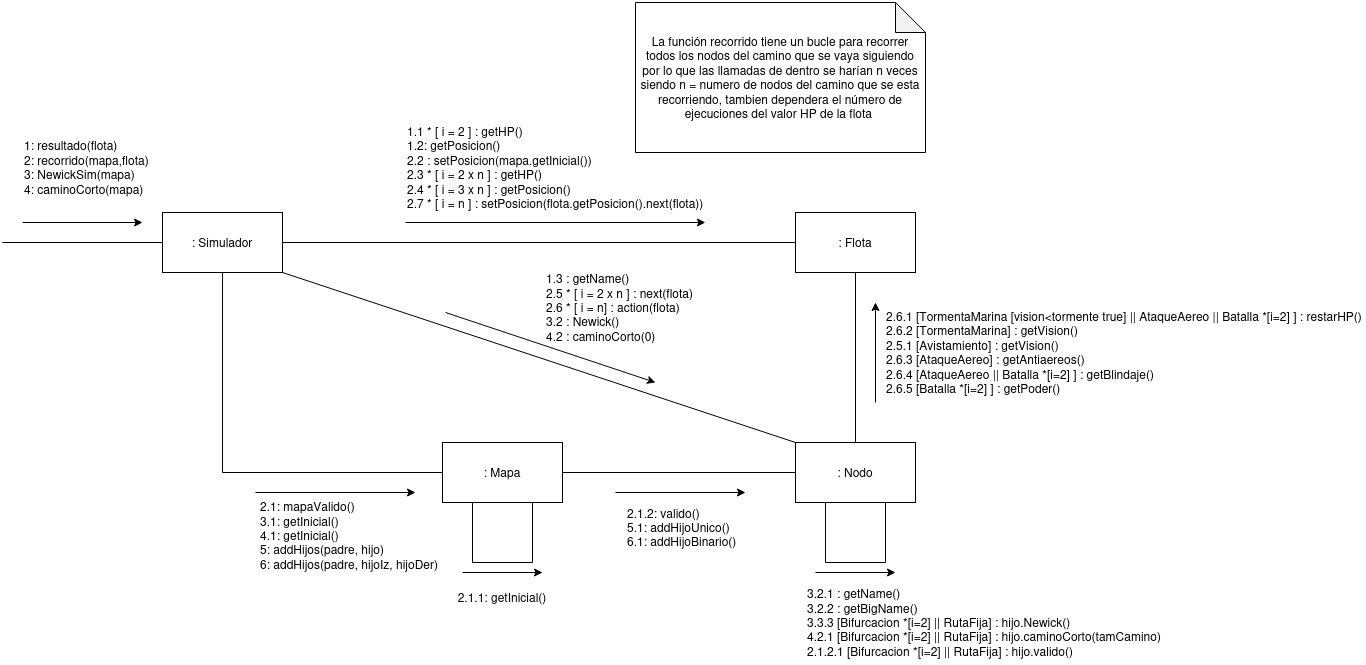 La función recorrido tiene un bucle para recorrer
todos los nodos del camino que se vaya siguiendo
por lo que las llamadas de dentro se harían n veces
siendo n = numero de nodos del camino que se esta
recorriendo, tambien dependera el número de
ejecuciones del valor HP de la flota
1: resultado(flota)
2: recorrido(mapa,flota)
3: NewickSim(mapa)
4: caminoCorto(mapa)
1.1 * [ i = 2 ] : getHP()
1.2: getPosicion()
2.2 : setPosicion(mapa.getInicial())
2.3 * [ i = 2 x n ] : getHP()
2.4 * [ i = 3 x n ] : getPosicion()
2.7 * [ i = n ] : setPosicion(flota.getPosicion().next(flota))
: Simulador
: Flota
1.3 : getName()
2.5 * [ i = 2 x n ] : next(flota)
2.6 * [ i = n] : action(flota)
3.2 : Newick()
4.2 : caminoCorto(0)
2.6.1 [TormentaMarina [vision<tormente true] || AtaqueAereo || Batalla *[i=2] ] : restarHP()
2.6.2 [TormentaMarina] : getVision()
2.5.1 [Avistamiento] : getVision()
2.6.3 [AtaqueAereo] : getAntiaereos()
2.6.4 [AtaqueAereo || Batalla *[i=2] ] : getBlindaje()
2.6.5 [Batalla *[i=2] ] : getPoder()
: Mapa
: Nodo
2.1: mapaValido()
3.1: getInicial()
4.1: getInicial()
5: addHijos(padre, hijo)
6: addHijos(padre, hijoIz, hijoDer)
2.1.2: valido()
5.1: addHijoUnico()
6.1: addHijoBinario()
2.1.1: getInicial()
3.2.1 : getName()
3.2.2 : getBigName()
3.3.3 [Bifurcacion *[i=2] || RutaFija] : hijo.Newick()
4.2.1 [Bifurcacion *[i=2] || RutaFija] : hijo.caminoCorto(tamCamino)
2.1.2.1 [Bifurcacion *[i=2] || RutaFija] : hijo.valido()